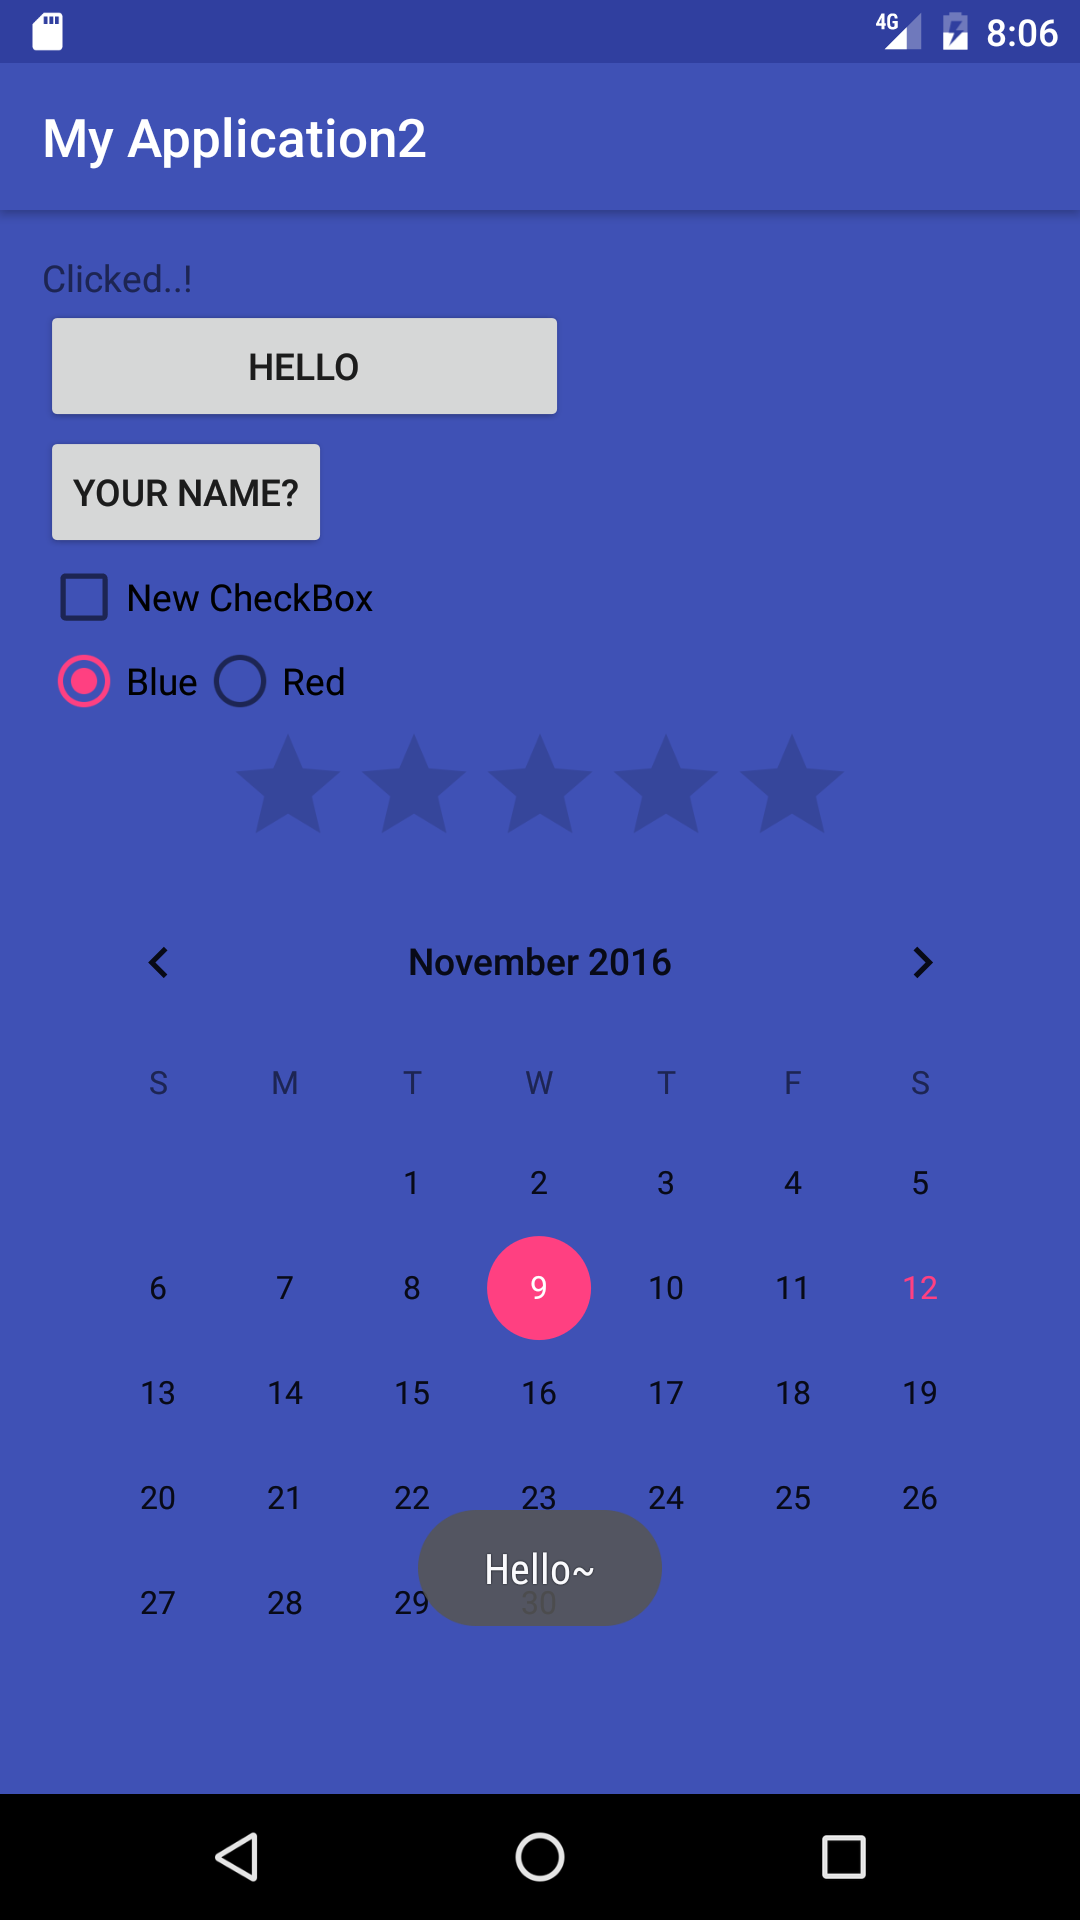 4G 8:06
My Application2
Clicked..!
HELLO
YOUR NAME?
New CheckBox
Blue Red
November 2016
S M T W T F S
1 2 3 4 5
6 7 8 9 10 11 12
13 14 15 16 17 18 19
20 21 22 23 24 25 26
Hello~
27 28 29 30